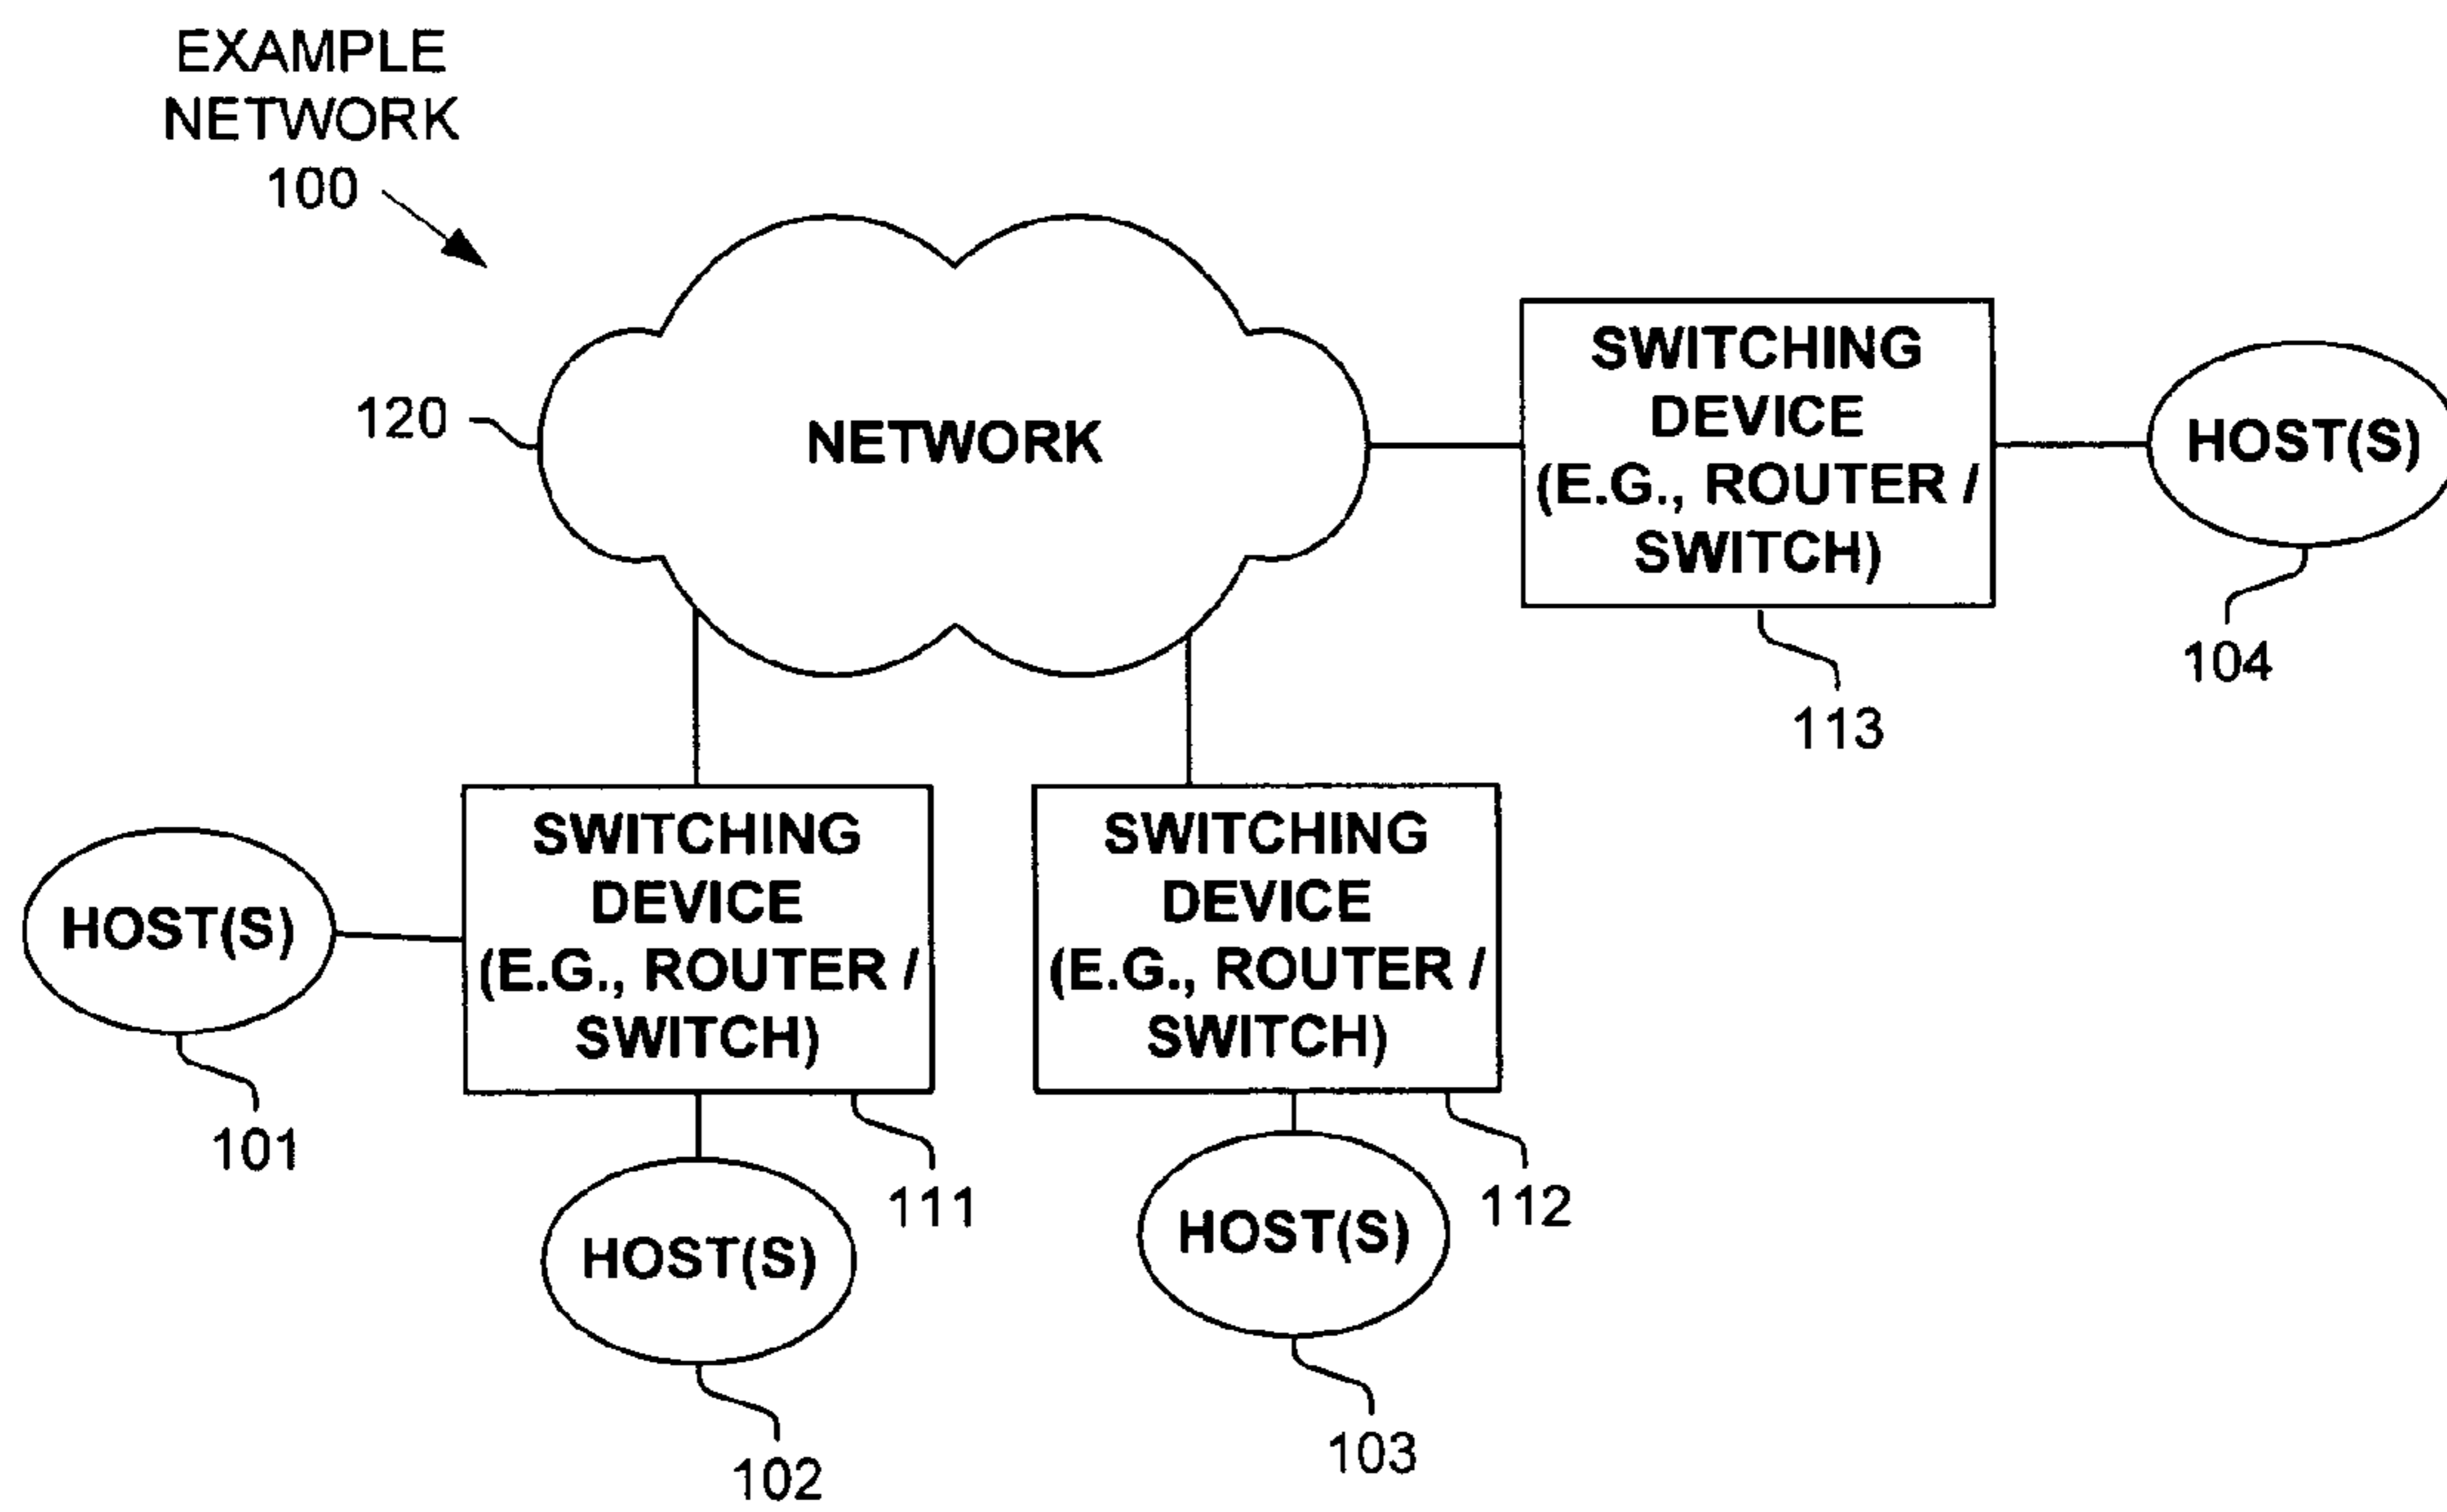 EXAMPLE
NETWORK
100
120
NETWORK
SWITCHING
DEVICE
(E.G., ROUTER /
SWITCH)
113
HOST(S)
104
HOST(S)
101
SWITCHING
DEVICE
(E.G., ROUTER /
SWITCH)
111
HOST(S)
102
SWITCHING
DEVICE
(E.G., ROUTER /
SWITCH)
112
HOST(S)
103